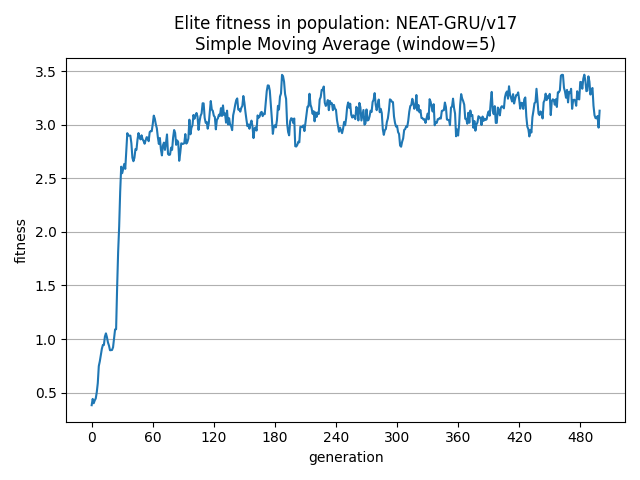 Elite fitness in population: NEAT-GRU/v17
Simple Moving Average (window=5)
3.5
3.0
2.5
2.0
1.5
1.0
0.5
fitness
0 60 120 180 240 300 360 420 480
generation